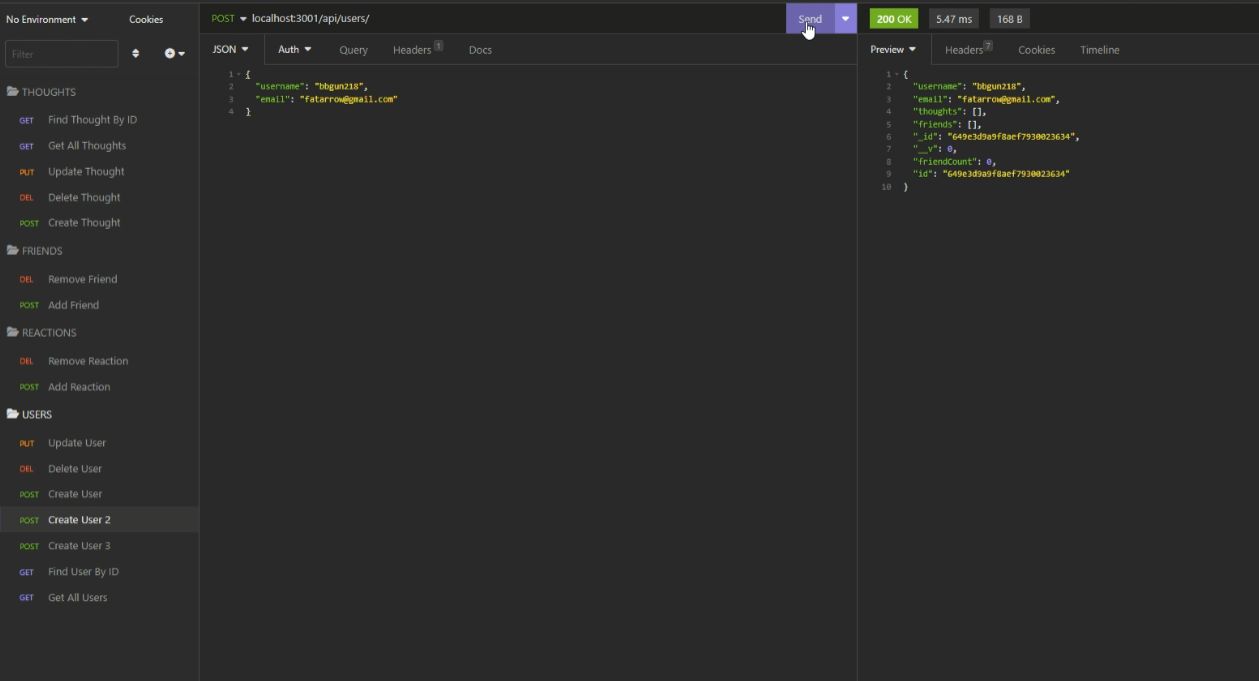 No Environment Cookies
POST localhost:3001/api/users/ Send 200 OK 5.47 ms 168 B
Filter
JSON Auth Query Headers 1 Docs
Preview Headers 7 Cookies Timeline
THOUGHTS
GET Find Thought By ID
GET Get All Thoughts
PUT Update Thought
DEL Delete Thought
POST Create Thought
FRIENDS
DEL Remove Friend
POST Add Friend
REACTIONS
DEL Remove Reaction
POST Add Reaction
USERS
PUT Update User
DEL Delete User
POST Create User
POST Create User 2
POST Create User 3
GET Find User By ID
GET Get All Users
1 {
2 "username": "bbgun218",
3 "email": "fatarrow@gmail.com"
4 }
1 {
2 "username": "bbgun218",
3 "email": "fatarrow@gmail.com",
4 "thoughts": [],
5 "friends": [],
6 "_id": "649e3d9a9f8aef7930023634",
7 "__v": 0,
8 "friendCount": 0,
9 "id": "649e3d9a9f8aef7930023634"
10 }